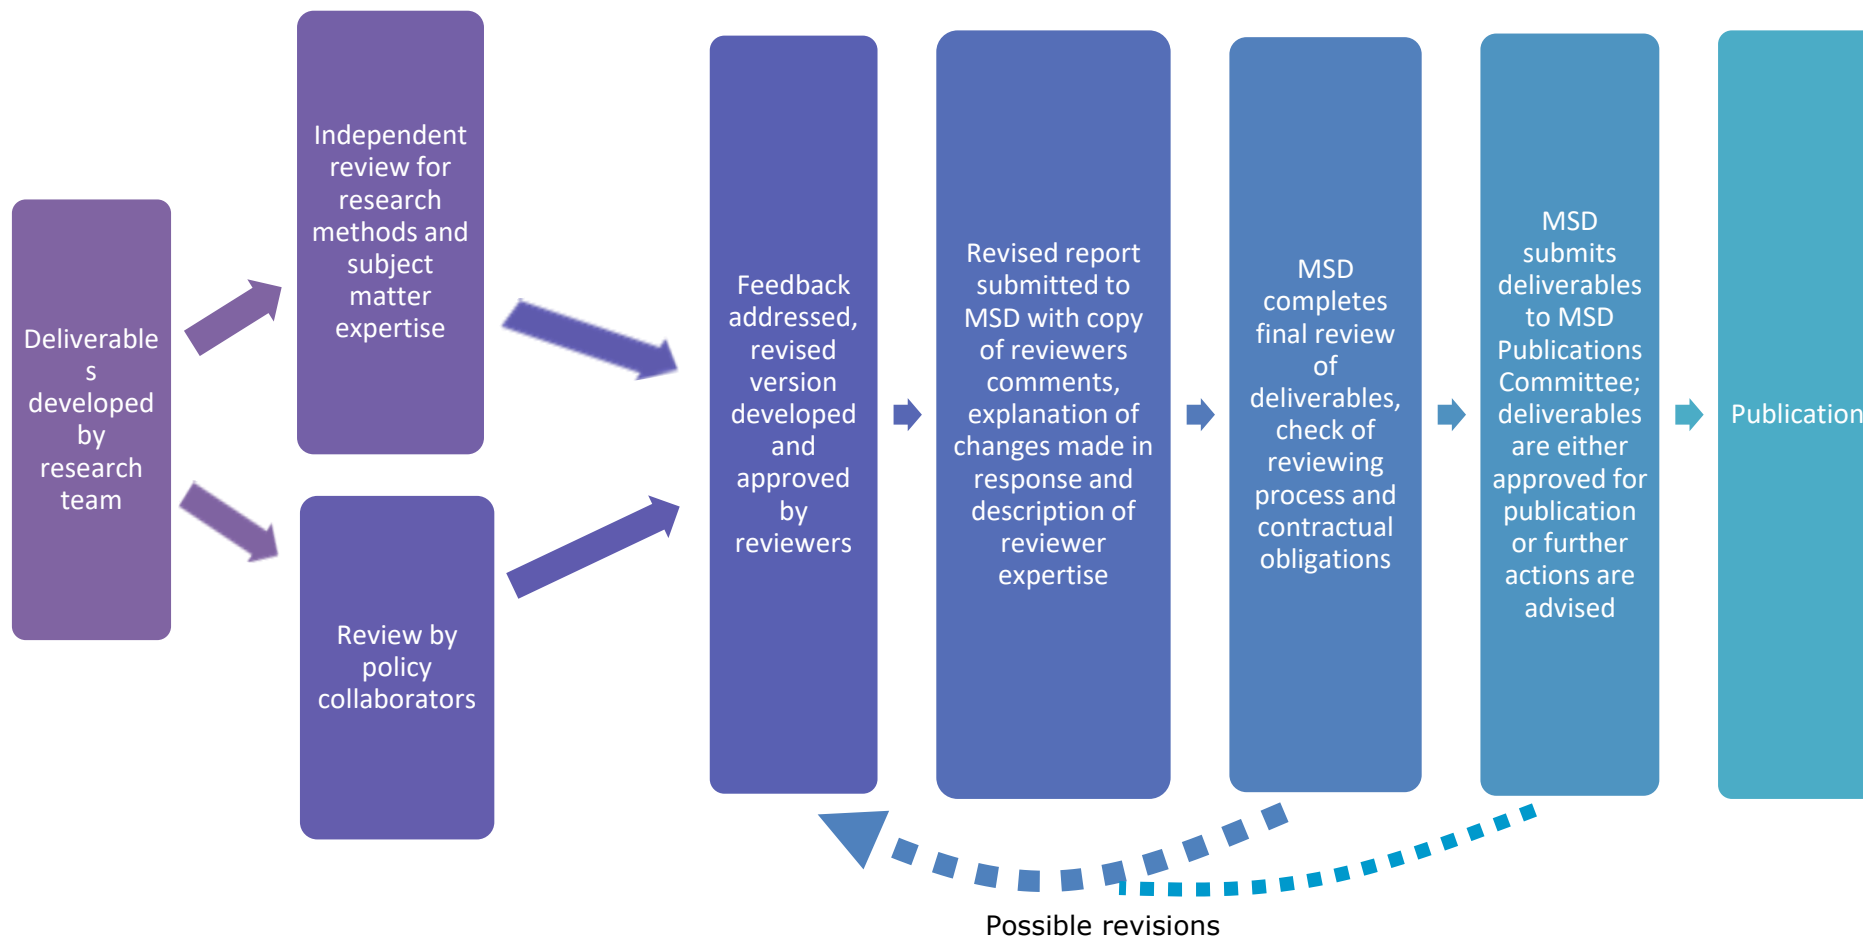 Deliverable
s
developed
by
research
team
Independent
review for
research
methods and
subject
matter
expertise
Review by
policy
collaborators
Feedback
addressed,
revised
version
developed
and
approved
by
reviewers
Revised report
submitted to
MSD with copy
of reviewers
comments,
explanation of
changes made in
response and
description of
reviewer
expertise
MSD
completes
final review
of
deliverables,
check of
reviewing
process and
contractual
obligations
MSD
submits
deliverables
to MSD
Publications
Committee;
deliverables
are either
approved for
publication
or further
actions are
advised
Publication
Possible revisions